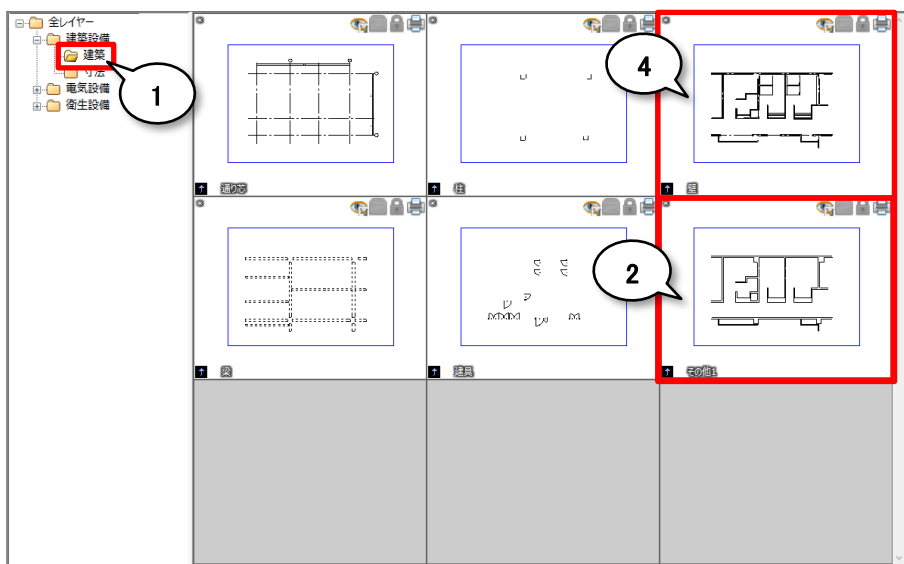 全レイヤー
建築設備
建築
寸法
電気設備
衛生設備
1
4
通り芯
柱
壁
2
梁
建具
その他1